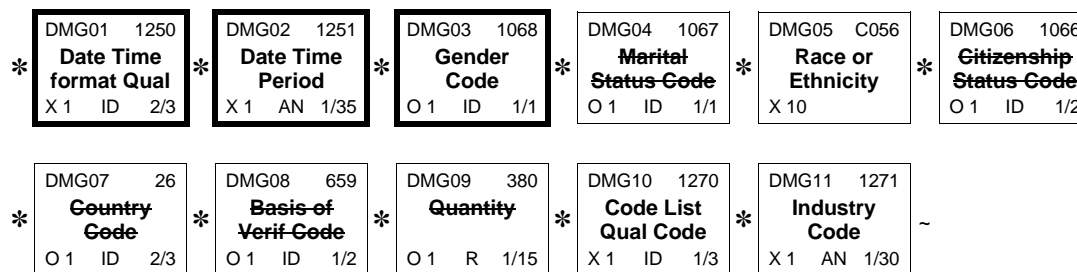 DMG01 1250 DMG02 1251 DMG03 1068 DMG04 1067 DMG05 C056 DMG06 1066
* Date Time * Date Time * Gender * Marital * Race or * Citizenship
format Qual Period Code Status Code Ethnicity Status Code
X 1 ID 2/3 X 1 AN 1/35 O 1 ID 1/1 O 1 ID 1/1 X 10 O 1 ID 1/2
DMG07 26 DMG08 659 DMG09 380 DMG10 1270 DMG11 1271
* Country * Basis of * Quantity * Code List * Industry ~
Code Verif Code Qual Code Code
O 1 ID 2/3 O 1 ID 1/2 O 1 R 1/15 X 1 ID 1/3 X 1 AN 1/30